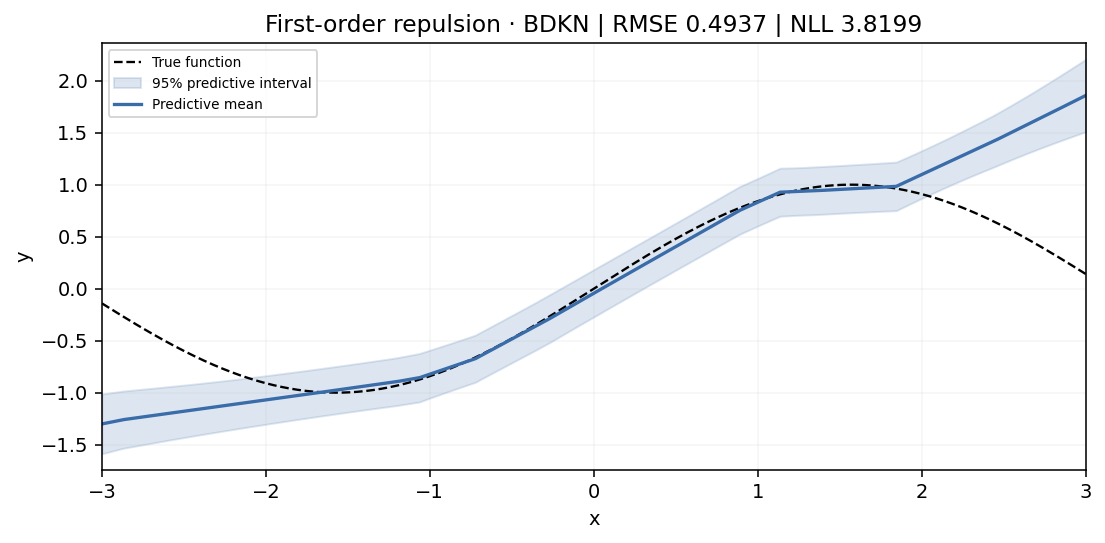 First-order repulsion · BDKN | RMSE 0.4937 | NLL 3.8199
True function
95% predictive interval
Predictive mean
2.0
1.5
1.0
0.5
0.0
−0.5
−1.0
−1.5
y
−3 −2 −1 0 1 2 3
x